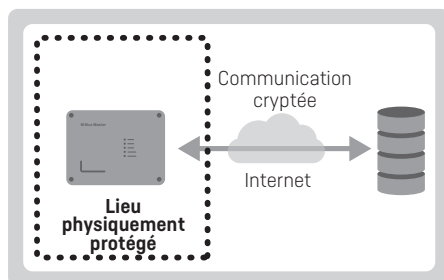 Communication
cryptée
Internet
Lieu
physiquement
protégé